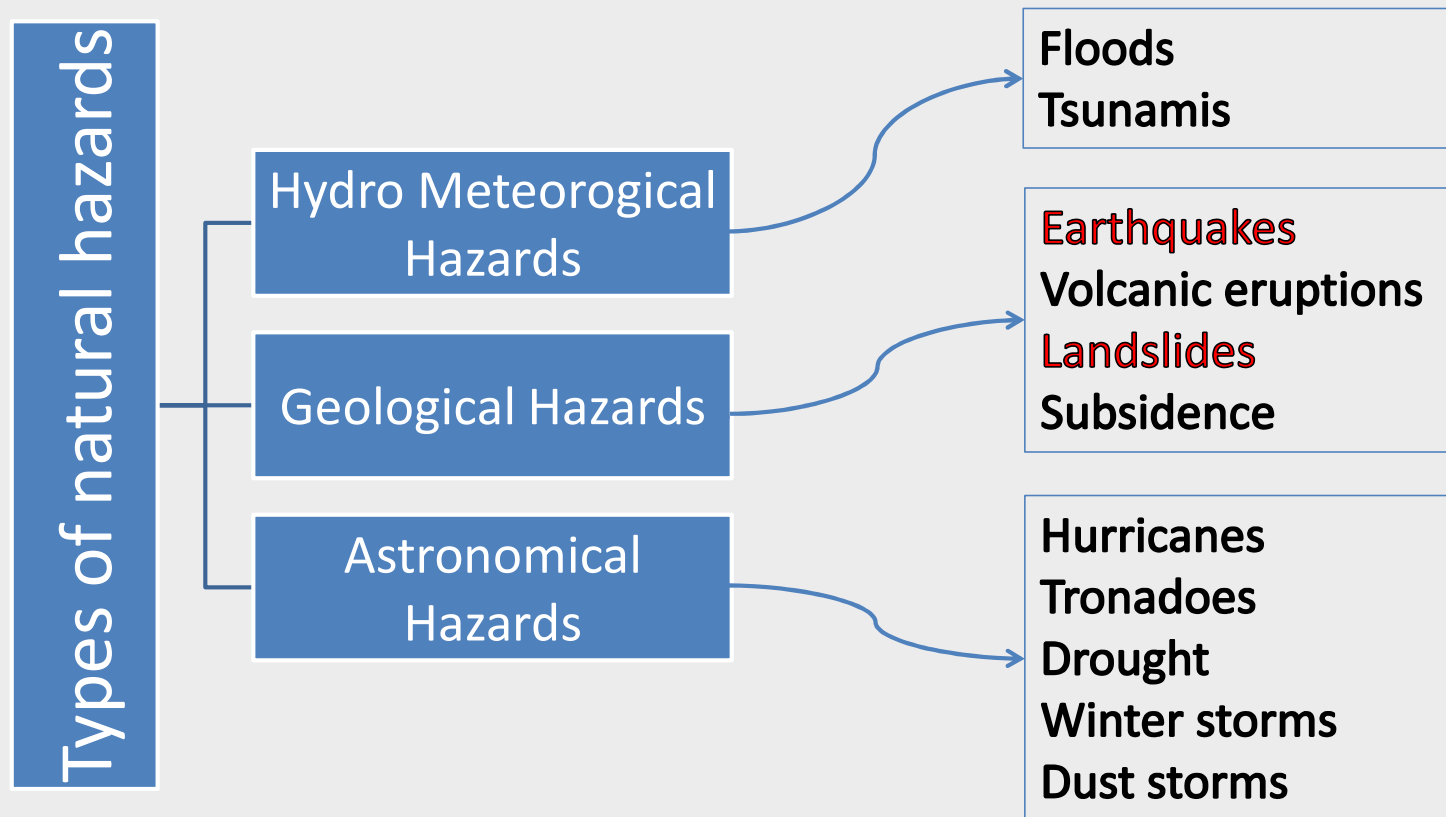 Types of natural hazards
Hydro Meteorogical
Hazards
Floods
Tsunamis
Geological Hazards
Earthquakes
Volcanic eruptions
Landslides
Subsidence
Astronomical
Hazards
Hurricanes
Tronadoes
Drought
Winter storms
Dust storms